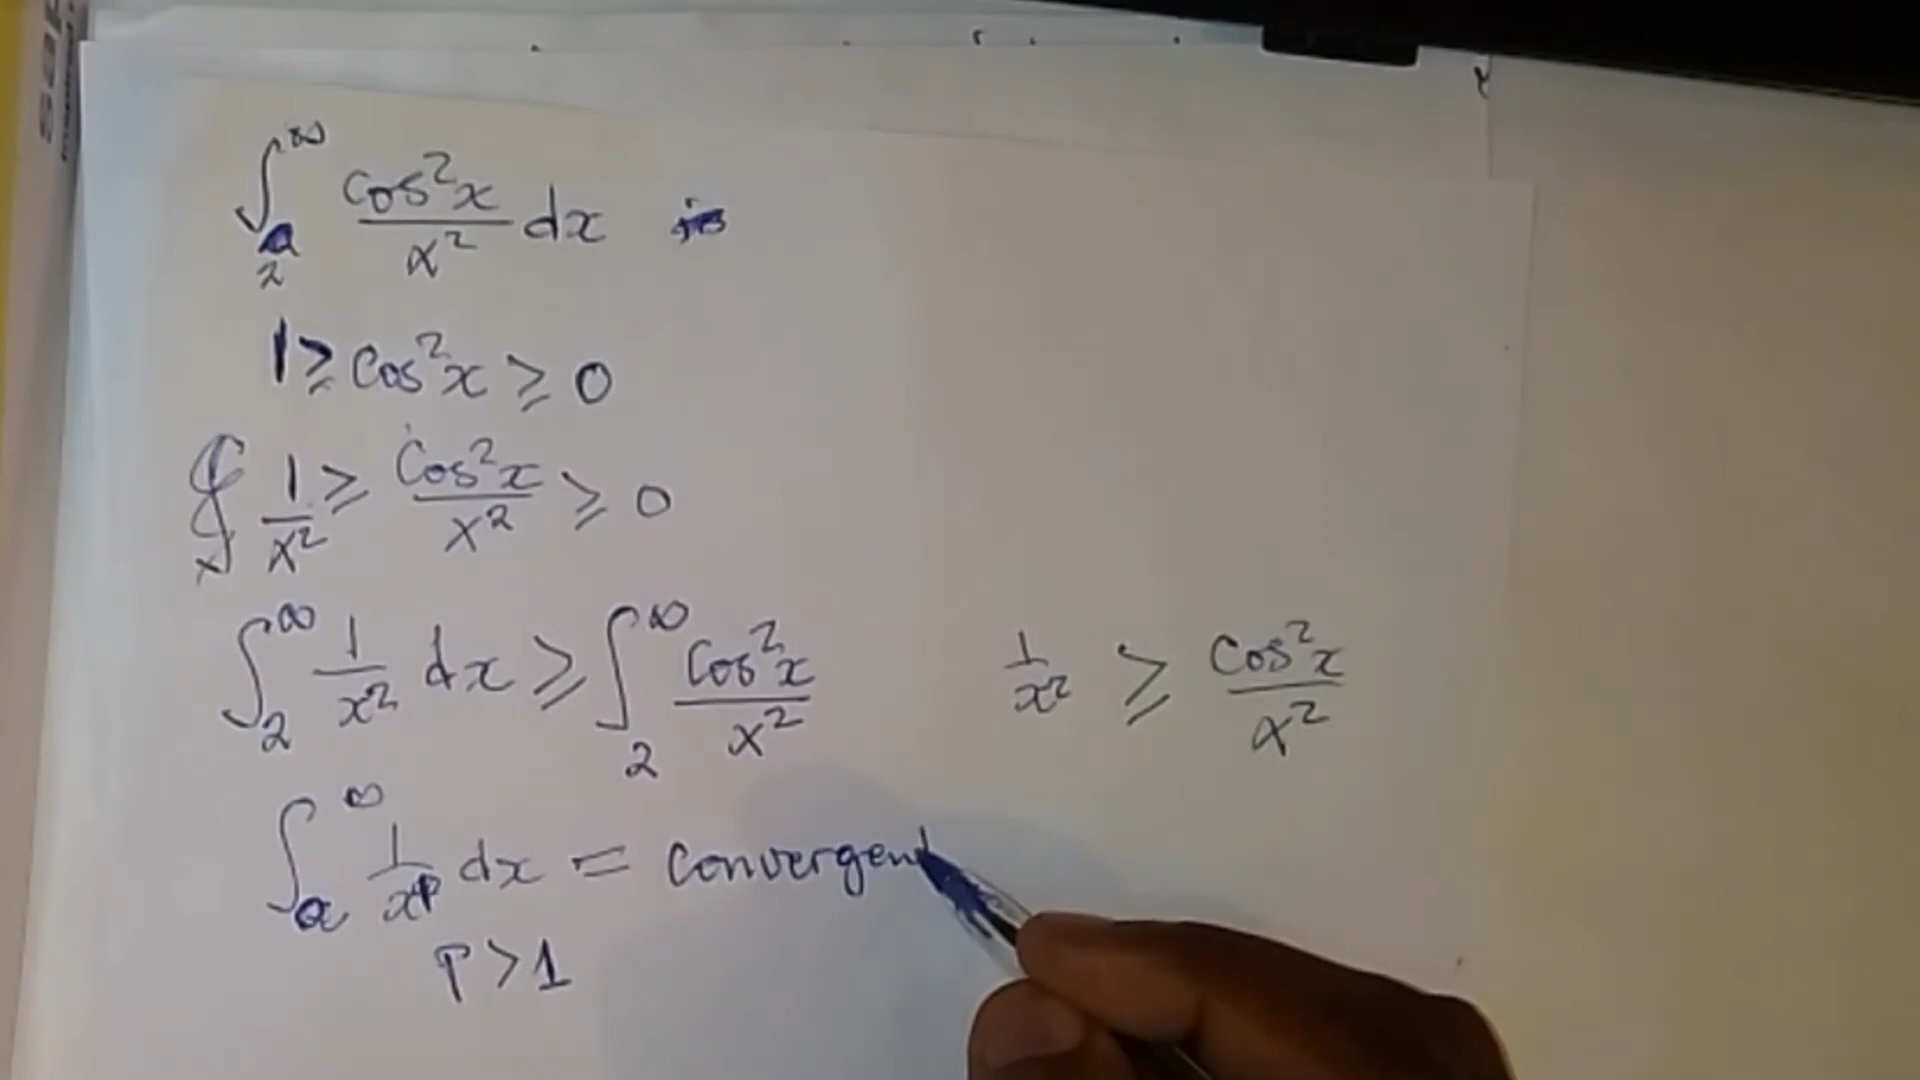 ∫₂^∞ cos²x/x² dx is
1 ≥ cos²x ≥ 0
1/x² ≥ cos²x/x² ≥ 0
∫₂^∞ 1/x² dx ≥ ∫₂^∞ cos²x/x²
1/x² ≥ cos²x/x²
∫ₐ^∞ 1/x^p dx = convergent
p > 1